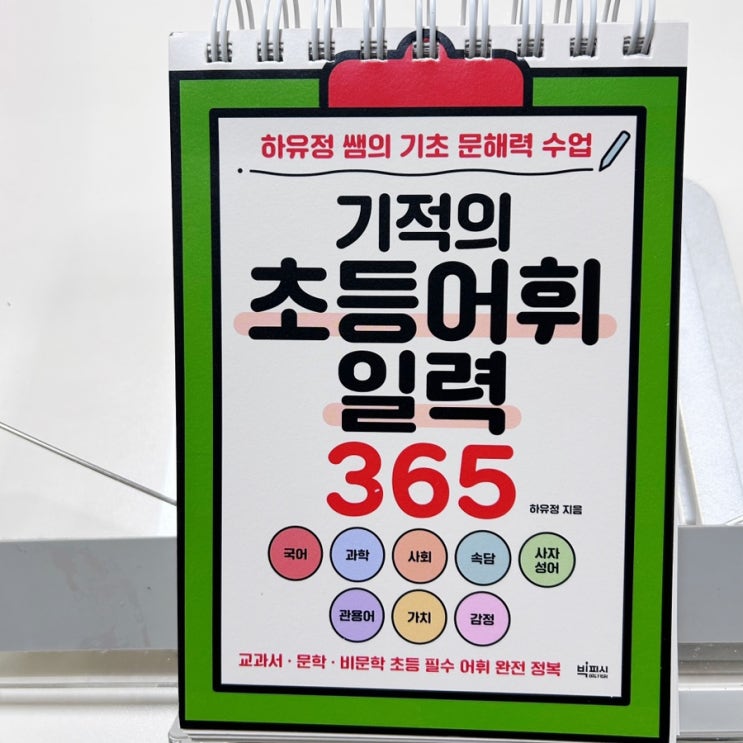 하유정 쌤의 기초 문해력 수업
기적의
초등어휘
일력
365
하유정 지음
국어 과학 사회 속담 사자
성어
관용어 가치 감정
교과서 · 문학 · 비문학 초등 필수 어휘 완전 정복
빅피시